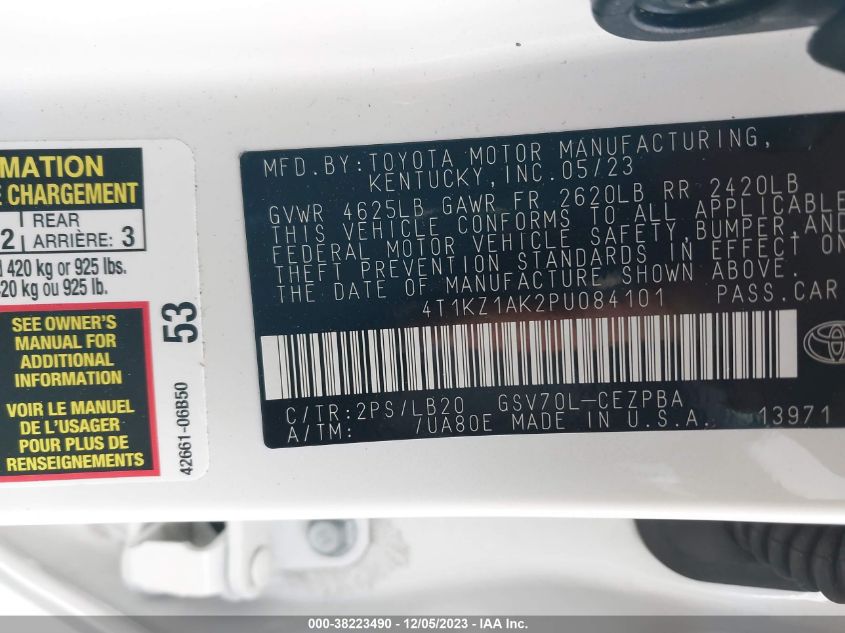 MATION
E CHARGEMENT
2 REAR ARRIÈRE: 3
420 kg or 925 lbs.
20 kg ou 925 lb.
SEE OWNER'S
MANUAL FOR
ADDITIONAL
INFORMATION
VOIR LE MANUEL
DE L'USAGER
POUR PLUS DE
RENSEIGNEMENTS
53
42661-06B50
MFD.BY:TOYOTA MOTOR MANUFACTURING,
KENTUCKY,INC.05/23
GVWR 4625LB GAWR FR 2620LB RR 2420LB
THIS VEHICLE CONFORMS TO ALL APPLICABLE
FEDERAL MOTOR VEHICLE SAFETY,BUMPER,AND
THEFT PREVENTION STANDARDS IN EFFECT ON
THE DATE OF MANUFACTURE SHOWN ABOVE.
4T1KZ1AK2PU084101 PASS.CAR
C/TR:2PS/LB20 GSV70L-CEZPBA
A/TM: /UA80E MADE IN U.S.A. 13971
000-38223490 - 12/05/2023 - IAA Inc.